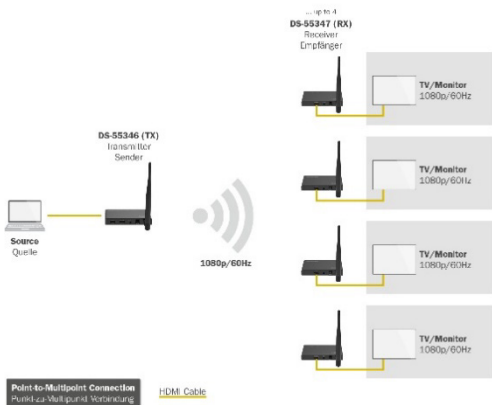 ... up to 4
DS-55347 (RX)
Receiver
Empfänger
TV/Monitor
1080p/60Hz
DS-55346 (TX)
Transmitter
Sender
TV/Monitor
1080p/60Hz
Source
Quelle
1080p/60Hz
TV/Monitor
1080p/60Hz
TV/Monitor
1080p/60Hz
Point-to-Multipoint Connection
Punkt-zu-Multipunkt Verbindung
HDMI Cable